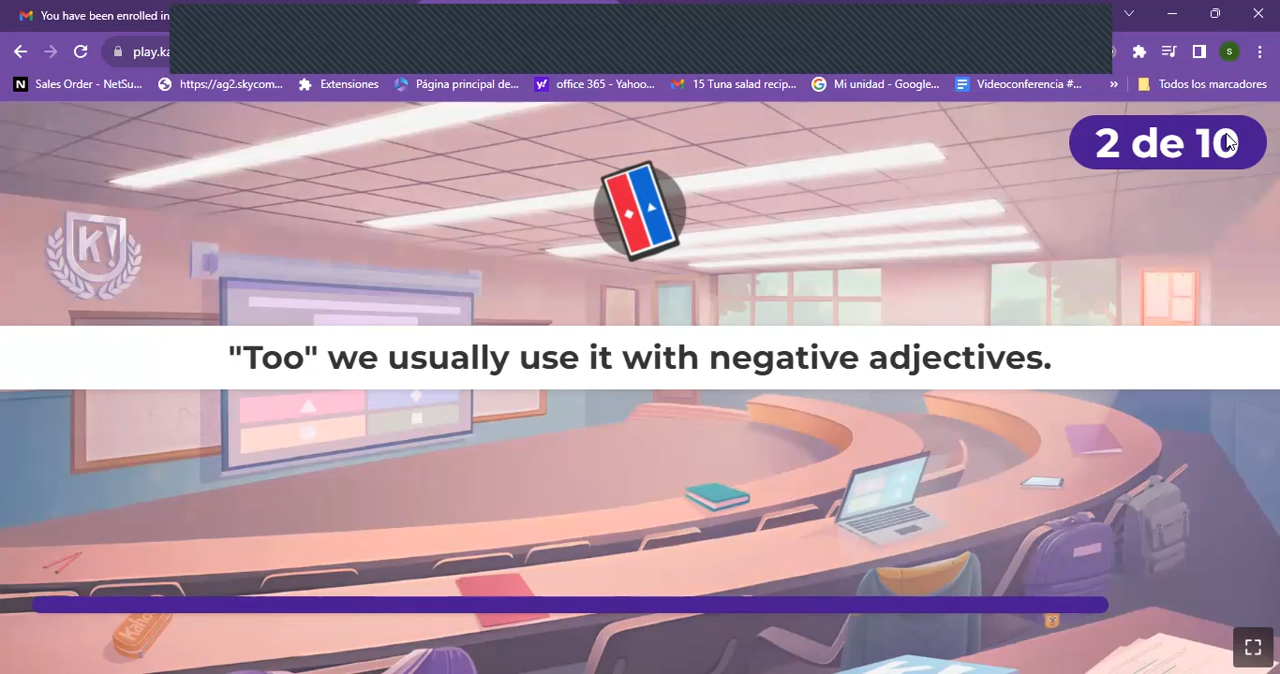 You have been enrolled in
play.ka
S
Sales Order - NetSu...
https://ag2.skycom...
Extensiones
Página principal de...
office 365 - Yahoo...
15 Tuna salad recip...
Mi unidad - Google...
Videoconferencia #...
»
Todos los marcadores
2 de 10
K!
"Too" we usually use it with negative adjectives.